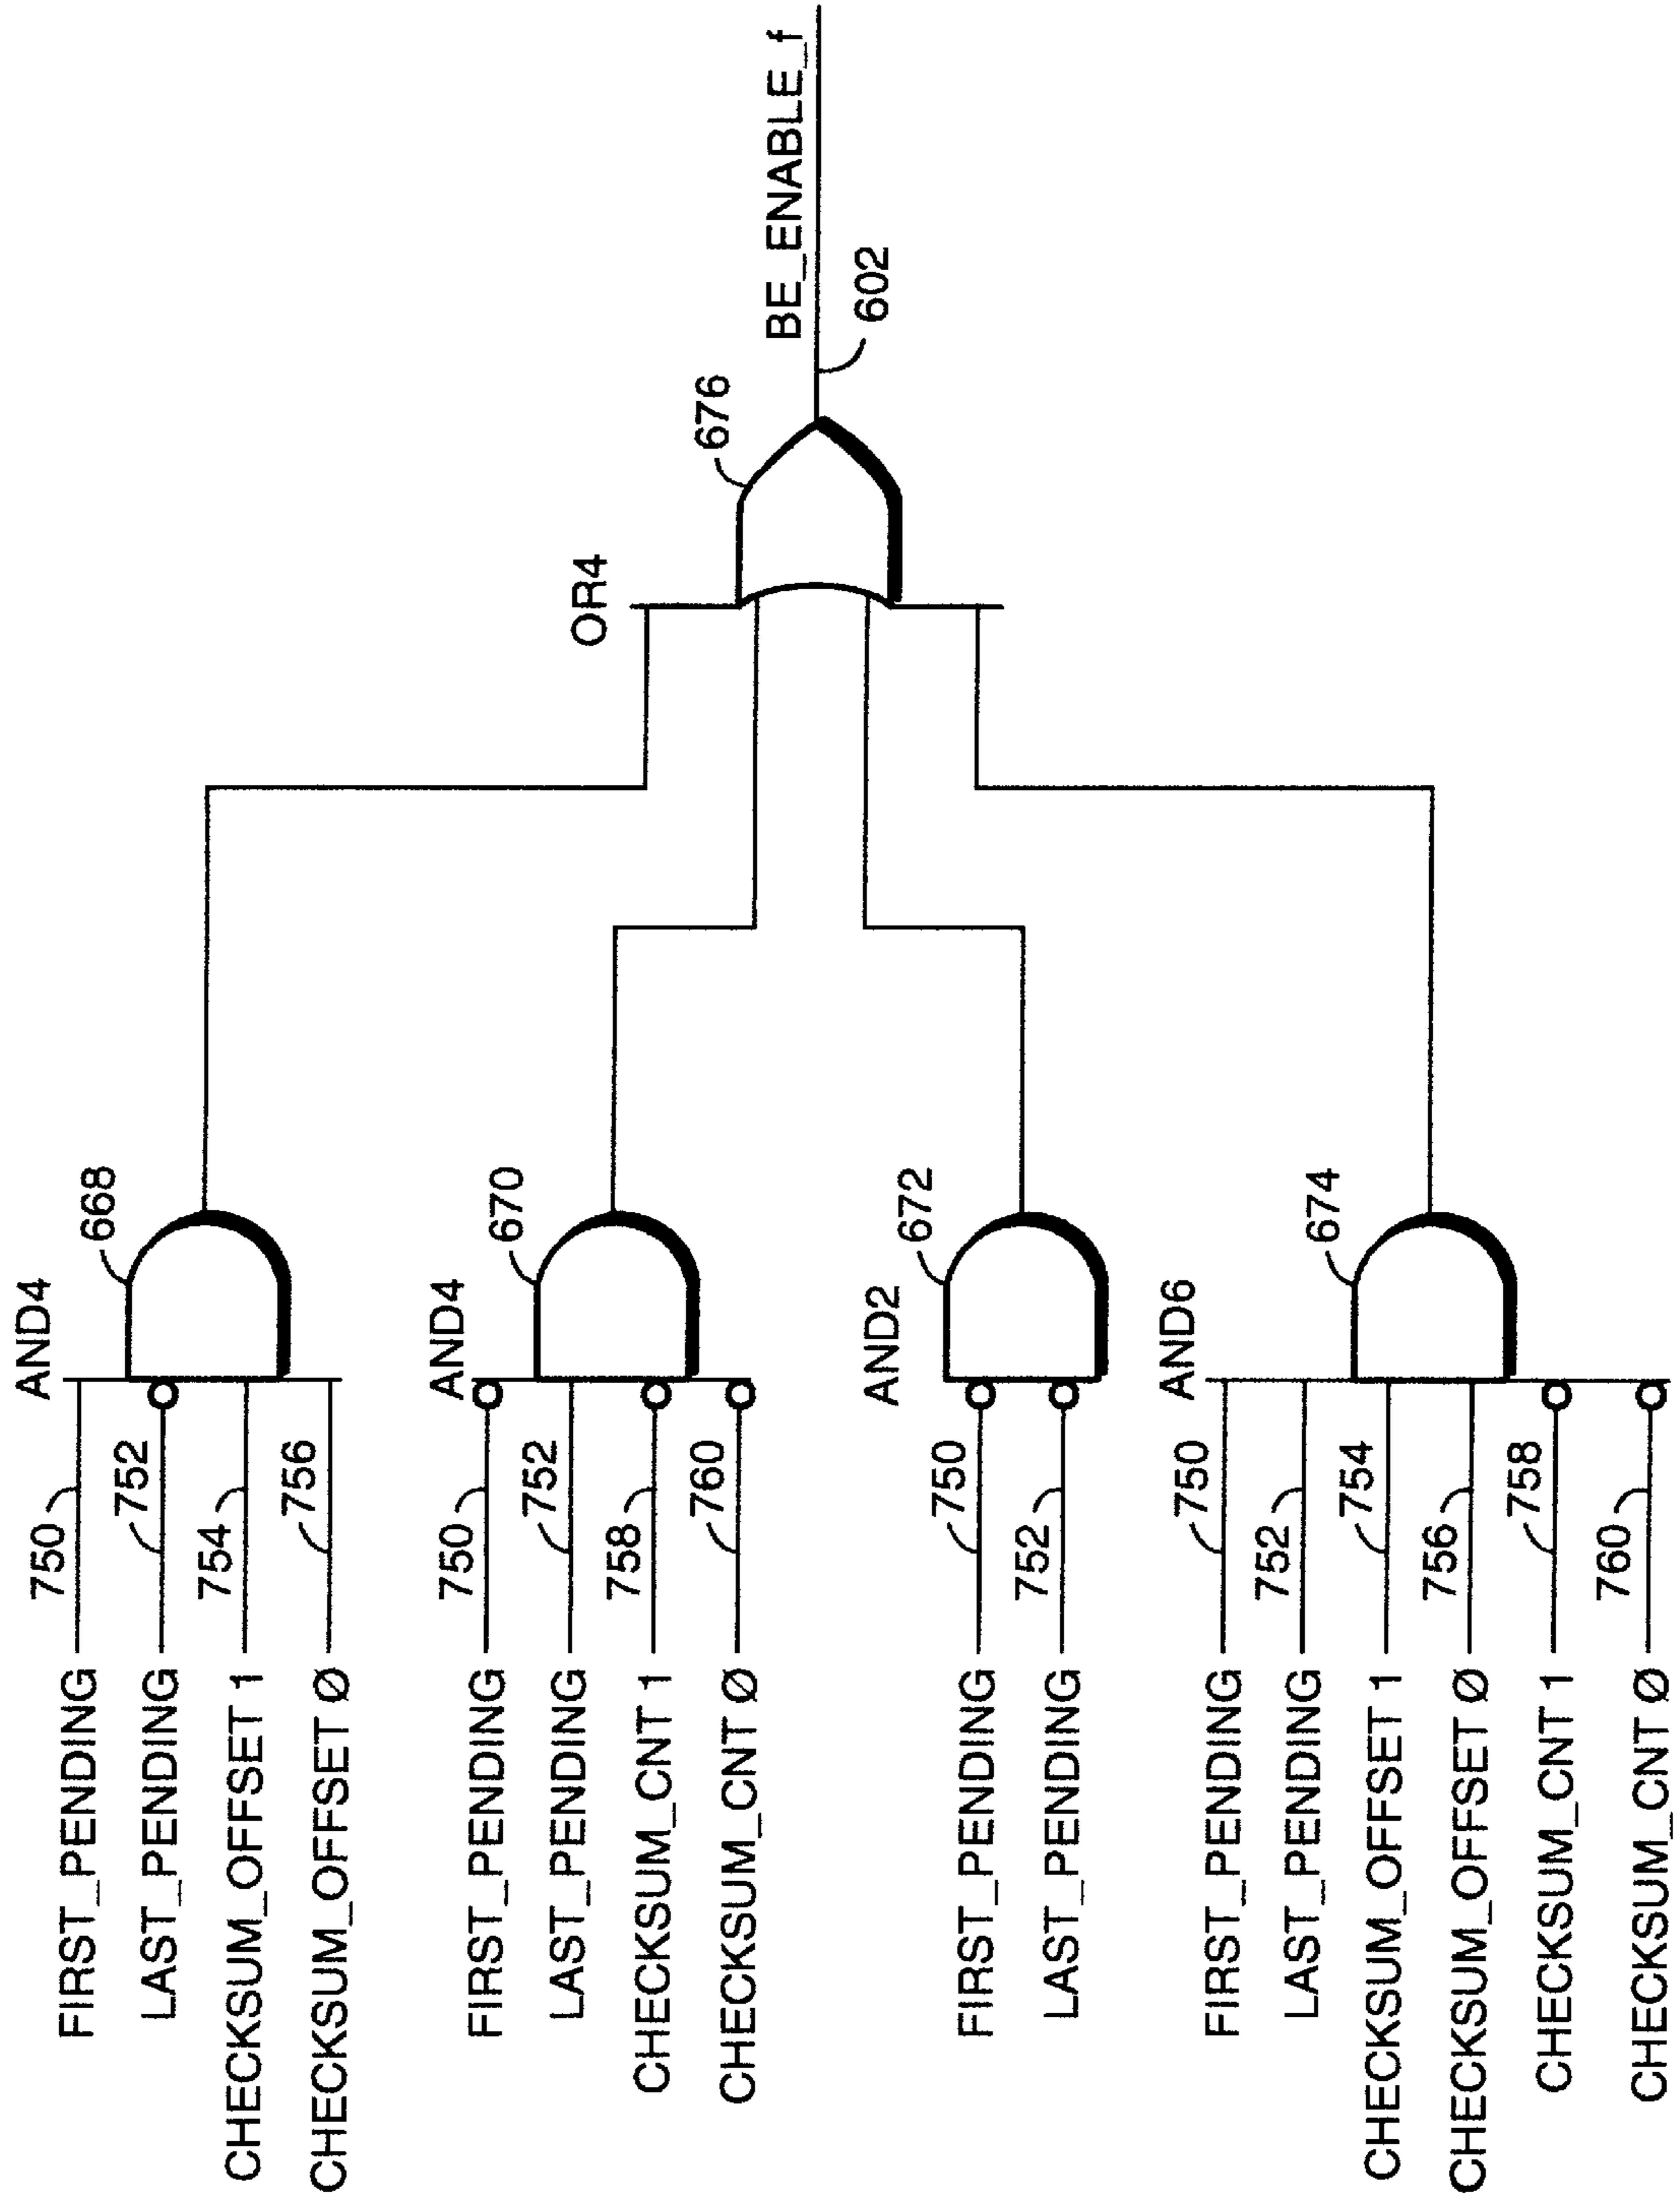 AND4
668
FIRST_PENDING
750
LAST_PENDING
752
CHECKSUM_OFFSET 1
754
CHECKSUM_OFFSET Ø
756
AND4
670
FIRST_PENDING
750
LAST_PENDING
752
CHECKSUM_CNT 1
758
CHECKSUM_CNT Ø
760
AND2
672
FIRST_PENDING
750
LAST_PENDING
752
AND6
674
FIRST_PENDING
750
LAST_PENDING
752
CHECKSUM_OFFSET 1
754
CHECKSUM_OFFSET Ø
756
CHECKSUM_CNT 1
758
CHECKSUM_CNT Ø
760
OR4
676
BE_ENABLE_f
602